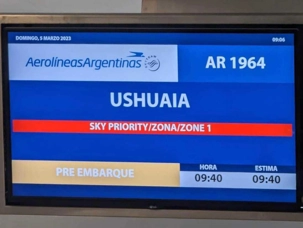 DOMINGO, 5 MARZO 2023 09:06
AerolíneasArgentinas AR 1964
USHUAIA
SKY PRIORITY/ZONA/ZONE 1
PRE EMBARQUE
HORA ESTIMA
09:40 09:40